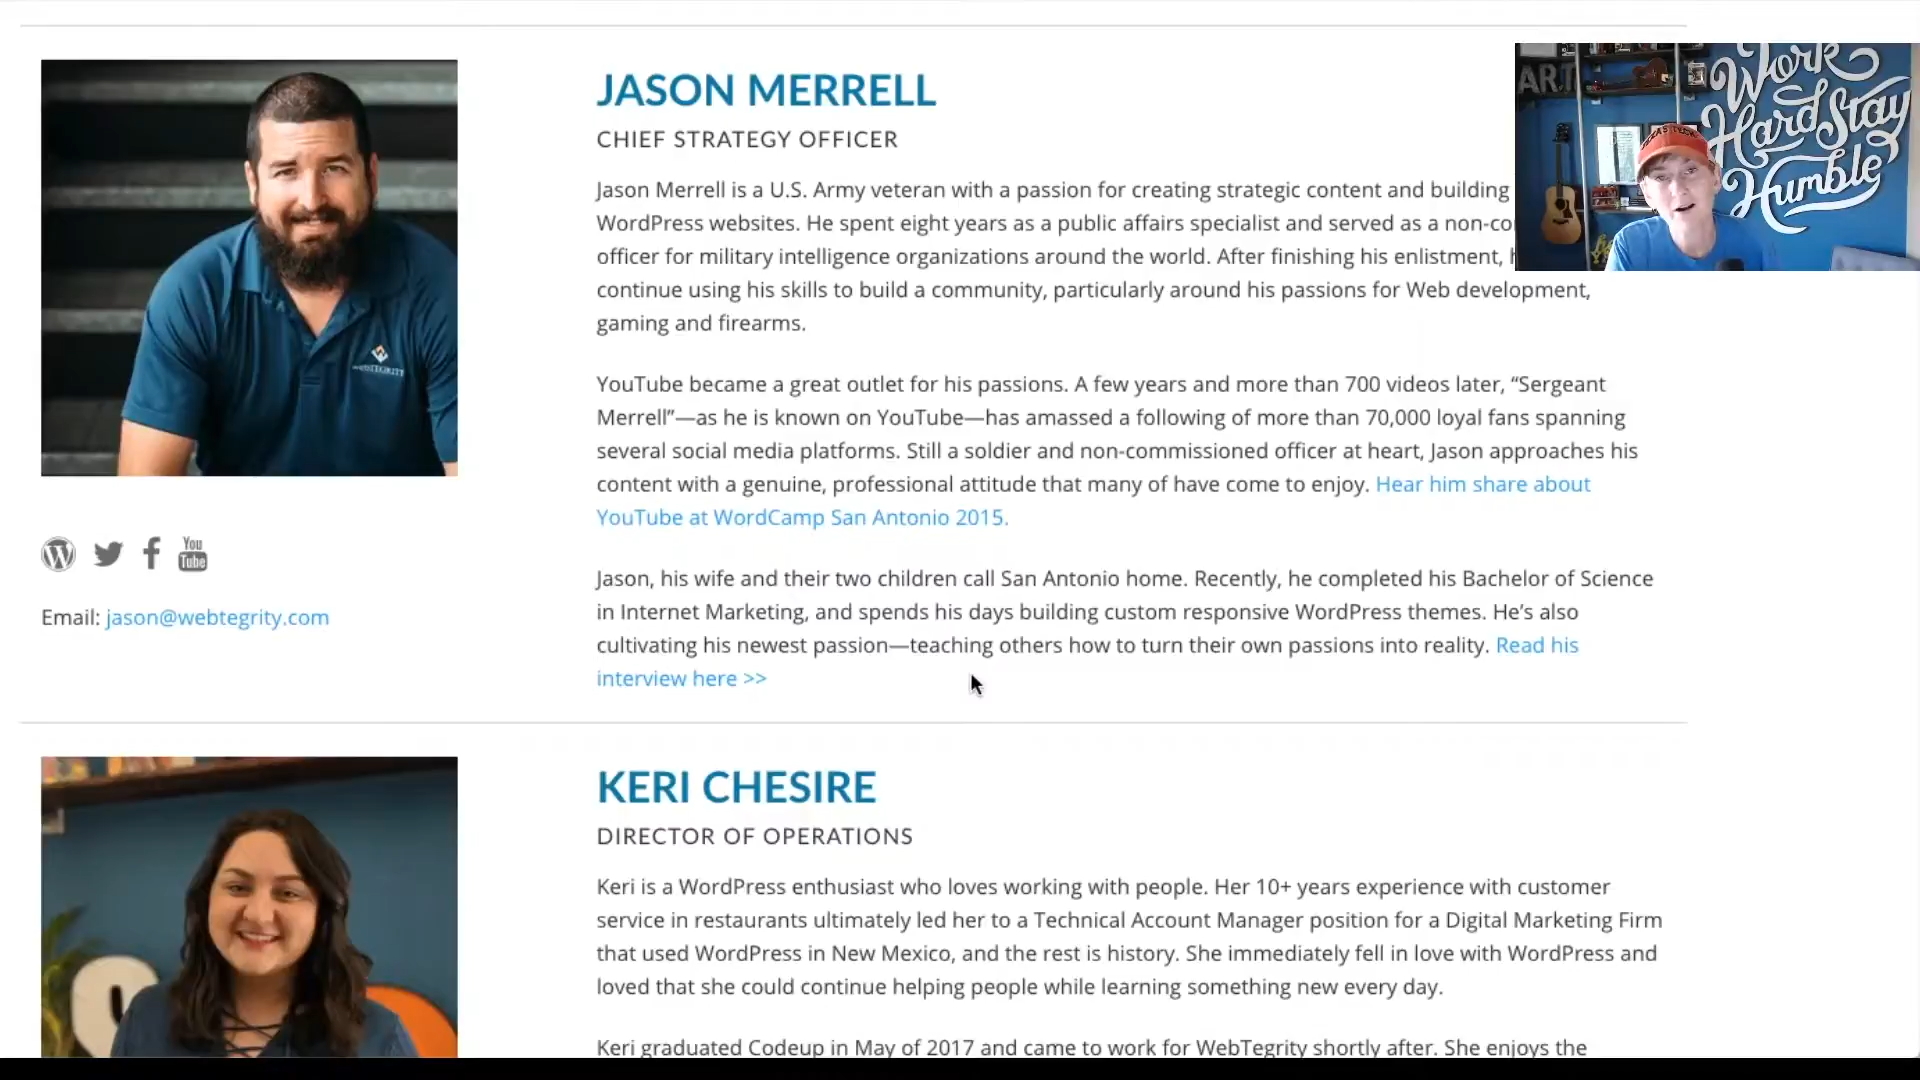 JASON MERRELL
CHIEF STRATEGY OFFICER
Jason Merrell is a U.S. Army veteran with a passion for creating strategic content and building
WordPress websites. He spent eight years as a public affairs specialist and served as a
officer for military intelligence organizations around the world. After finishing his enlistment,
continue using his skills to build a community, particularly around his passions for Web development,
gaming and firearms.
YouTube became a great outlet for his passions. A few years and more than 700 videos later, “Sergeant
Merrell”—as he is known on YouTube—has amassed a following of more than 70,000 loyal fans spanning
several social media platforms. Still a soldier and non-commissioned officer at heart, Jason approaches his
content with a genuine, professional attitude that many of have come to enjoy. Hear him share about
YouTube at WordCamp San Antonio 2015.
Jason, his wife and their two children call San Antonio home. Recently, he completed his Bachelor of Science
in Internet Marketing, and spends his days building custom responsive WordPress themes. He’s also
cultivating his newest passion—teaching others how to turn their own passions into reality. Read his
interview here >>
webTEGRITY
You
Tube
Email: jason@webtegrity.com
ART
Work
Hard Stay
Humble
KERI CHESIRE
DIRECTOR OF OPERATIONS
Keri is a WordPress enthusiast who loves working with people. Her 10+ years experience with customer
service in restaurants ultimately led her to a Technical Account Manager position for a Digital Marketing Firm
that used WordPress in New Mexico, and the rest is history. She immediately fell in love with WordPress and
loved that she could continue helping people while learning something new every day.
Keri graduated Codeup in May of 2017 and came to work for WebTegrity shortly after. She enjoys the